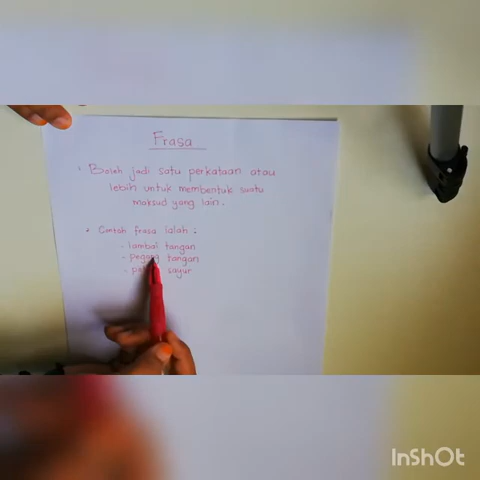 Frasa
• Boleh jadi satu perkataan atau
lebih untuk membentuk suatu
maksud yang lain.
• Contoh frasa ialah :
- lambai tangan
- pegang tangan
- sayur
InShOt